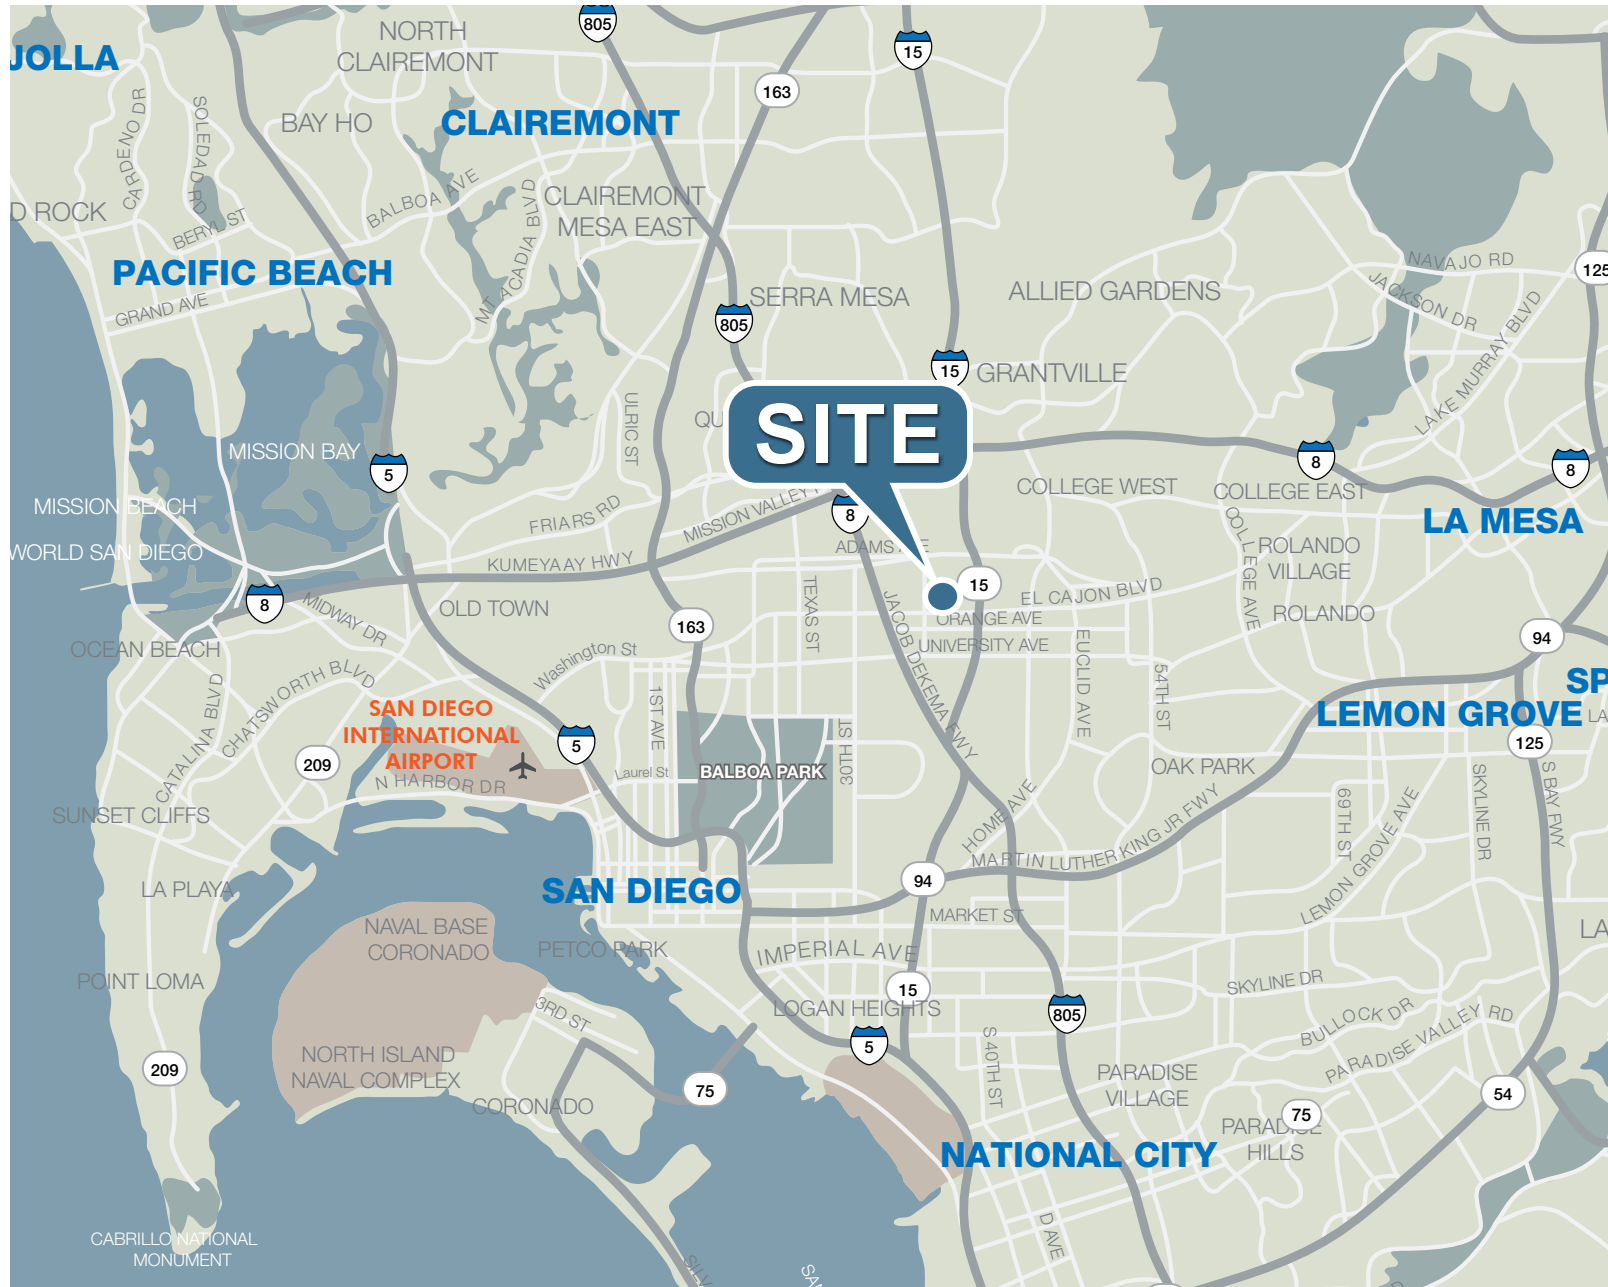 805
NORTH
CLAIREMONT
15
JOLLA
163
CARDENO DR
SOLEDAD RD
BAY HO
CLAIREMONT
BALBOA AVE
CLAIREMONT
MESA EAST
MT ACADIA BLVD
D ROCK
BERYL ST
PACIFIC BEACH
GRAND AVE
NAVAJO RD
125
JACKSON DR
LAKE MURRAY BLVD
SERRA MESA
ALLIED GARDENS
805
15
GRANTVILLE
ULRIC ST
QU
SITE
MISSION BAY
5
8
8
COLLEGE WEST
COLLEGE EAST
LA MESA
MISSION BEACH
FRIARS RD
MISSION VALLEY
8
WORLD SAN DIEGO
KUMEYAAY HWY
ADAMS AVE
COLLEGE AVE
ROLANDO
VILLAGE
15
EL CAJON BLVD
8
MIDWAY DR
OLD TOWN
TEXAS ST
JACOB DEKEMA FWY
ORANGE AVE
ROLANDO
163
94
OCEAN BEACH
Washington St
UNIVERSITY AVE
EUCLID AVE
54TH ST
CATALINA BLVD
CHATSWORTH BLVD
SAN DIEGO
INTERNATIONAL
AIRPORT
1ST AVE
30TH ST
SP
LEMON GROVE
LA
125
5
209
N HARBOR DR
Laurel St
BALBOA PARK
OAK PARK
S BAY FWY
SKYLINE DR
69TH ST
LEMON GROVE AVE
HOME AVE
SUNSET CLIFFS
MARTIN LUTHER KING JR FWY
94
LA PLAYA
SAN DIEGO
MARKET ST
NAVAL BASE
CORONADO
PETCO PARK
IMPERIAL AVE
LA
POINT LOMA
15
SKYLINE DR
3RD ST
LOGAN HEIGHTS
805
BULLOCK DR
PARADISE VALLEY RD
5
S 40TH ST
NORTH ISLAND
NAVAL COMPLEX
209
75
PARADISE
VILLAGE
54
CORONADO
75
PARADISE
HILLS
NATIONAL CITY
D AVE
CABRILLO NATIONAL
MONUMENT
SILV
SAN